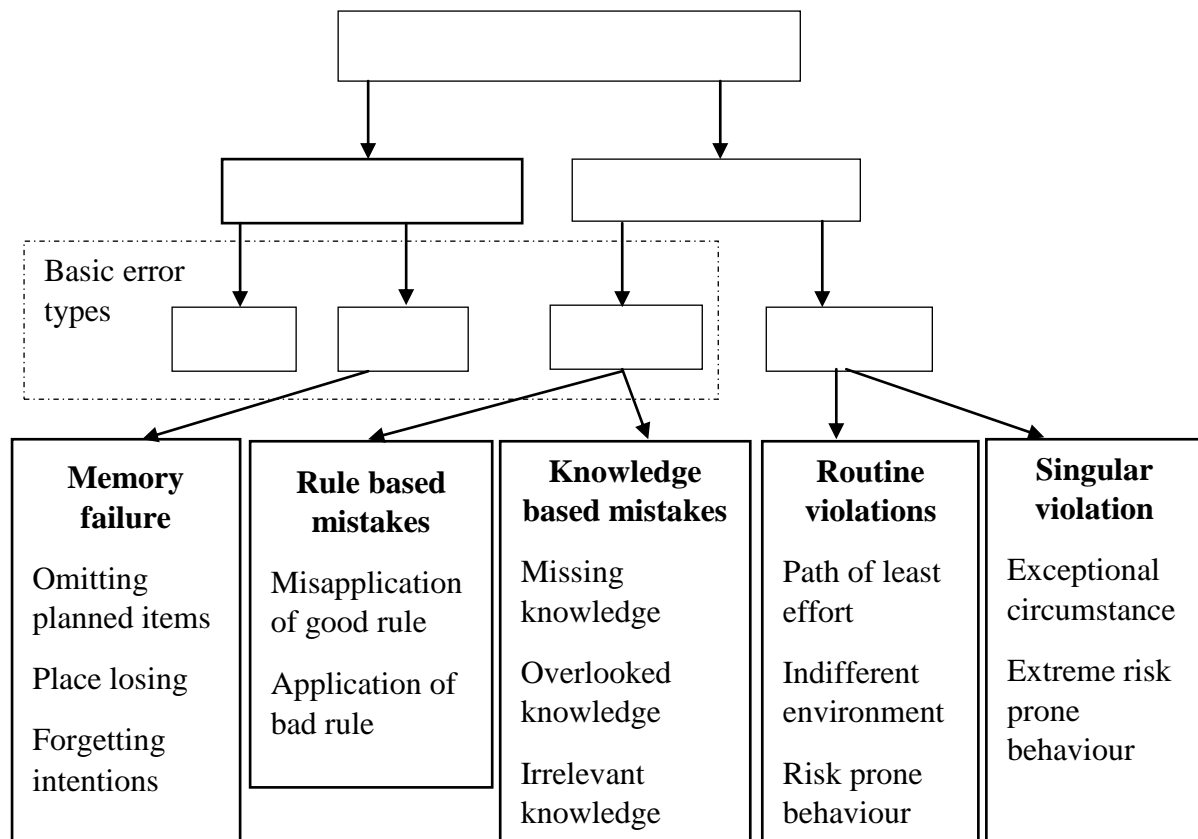 Basic error
types
Memory
failure
Omitting
planned items
Place losing
Forgetting
intentions
Rule based
mistakes
Misapplication
of good rule
Application of
bad rule
Knowledge
based mistakes
Missing
knowledge
Overlooked
knowledge
Irrelevant
knowledge
Routine
violations
Path of least
effort
Indifferent
environment
Risk prone
behaviour
Singular
violation
Exceptional
circumstance
Extreme risk
prone
behaviour